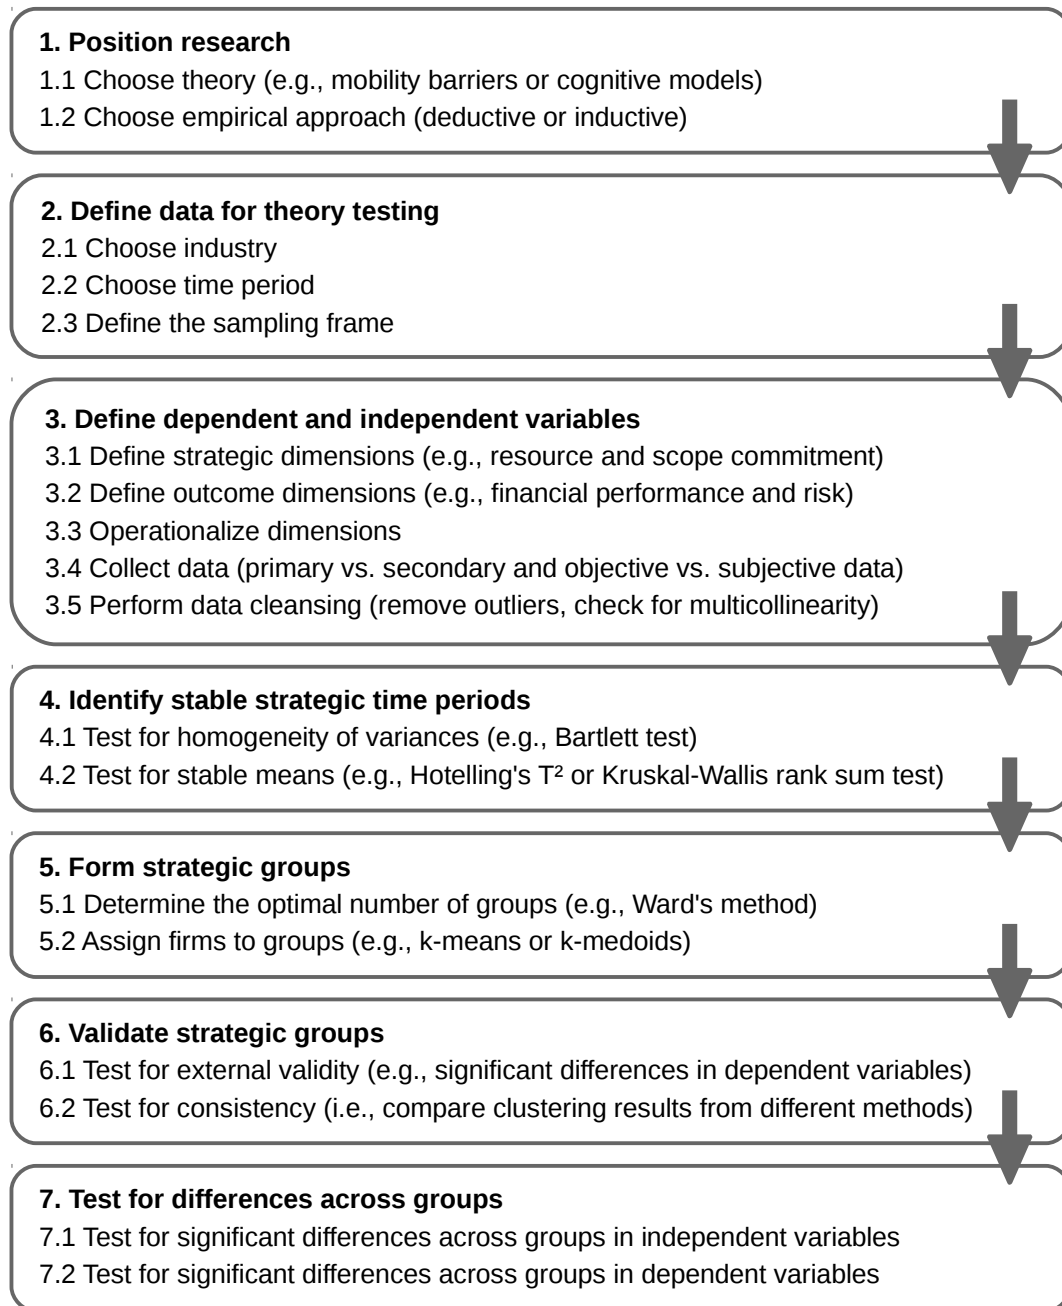 1. Position research
1.1 Choose theory (e.g., mobility barriers or cognitive models)
1.2 Choose empirical approach (deductive or inductive)
2. Define data for theory testing
2.1 Choose industry
2.2 Choose time period
2.3 Define the sampling frame
3. Define dependent and independent variables
3.1 Define strategic dimensions (e.g., resource and scope commitment)
3.2 Define outcome dimensions (e.g., financial performance and risk)
3.3 Operationalize dimensions
3.4 Collect data (primary vs. secondary and objective vs. subjective data)
3.5 Perform data cleansing (remove outliers, check for multicollinearity)
4. Identify stable strategic time periods
4.1 Test for homogeneity of variances (e.g., Bartlett test)
4.2 Test for stable means (e.g., Hotelling's T² or Kruskal-Wallis rank sum test)
5. Form strategic groups
5.1 Determine the optimal number of groups (e.g., Ward's method)
5.2 Assign firms to groups (e.g., k-means or k-medoids)
6. Validate strategic groups
6.1 Test for external validity (e.g., significant differences in dependent variables)
6.2 Test for consistency (i.e., compare clustering results from different methods)
7. Test for differences across groups
7.1 Test for significant differences across groups in independent variables
7.2 Test for significant differences across groups in dependent variables